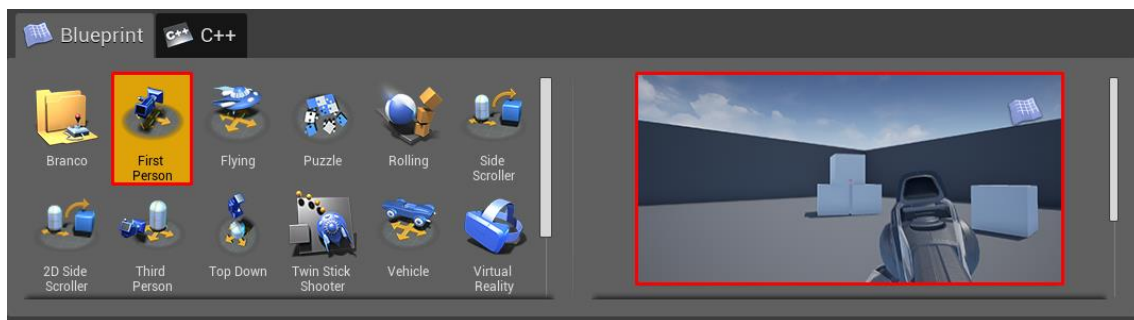 Blueprint C++ C++
Branco First Person Flying Puzzle Rolling Side Scroller
2D Side Scroller Third Person Top Down Twin Stick Shooter Vehicle Virtual Reality